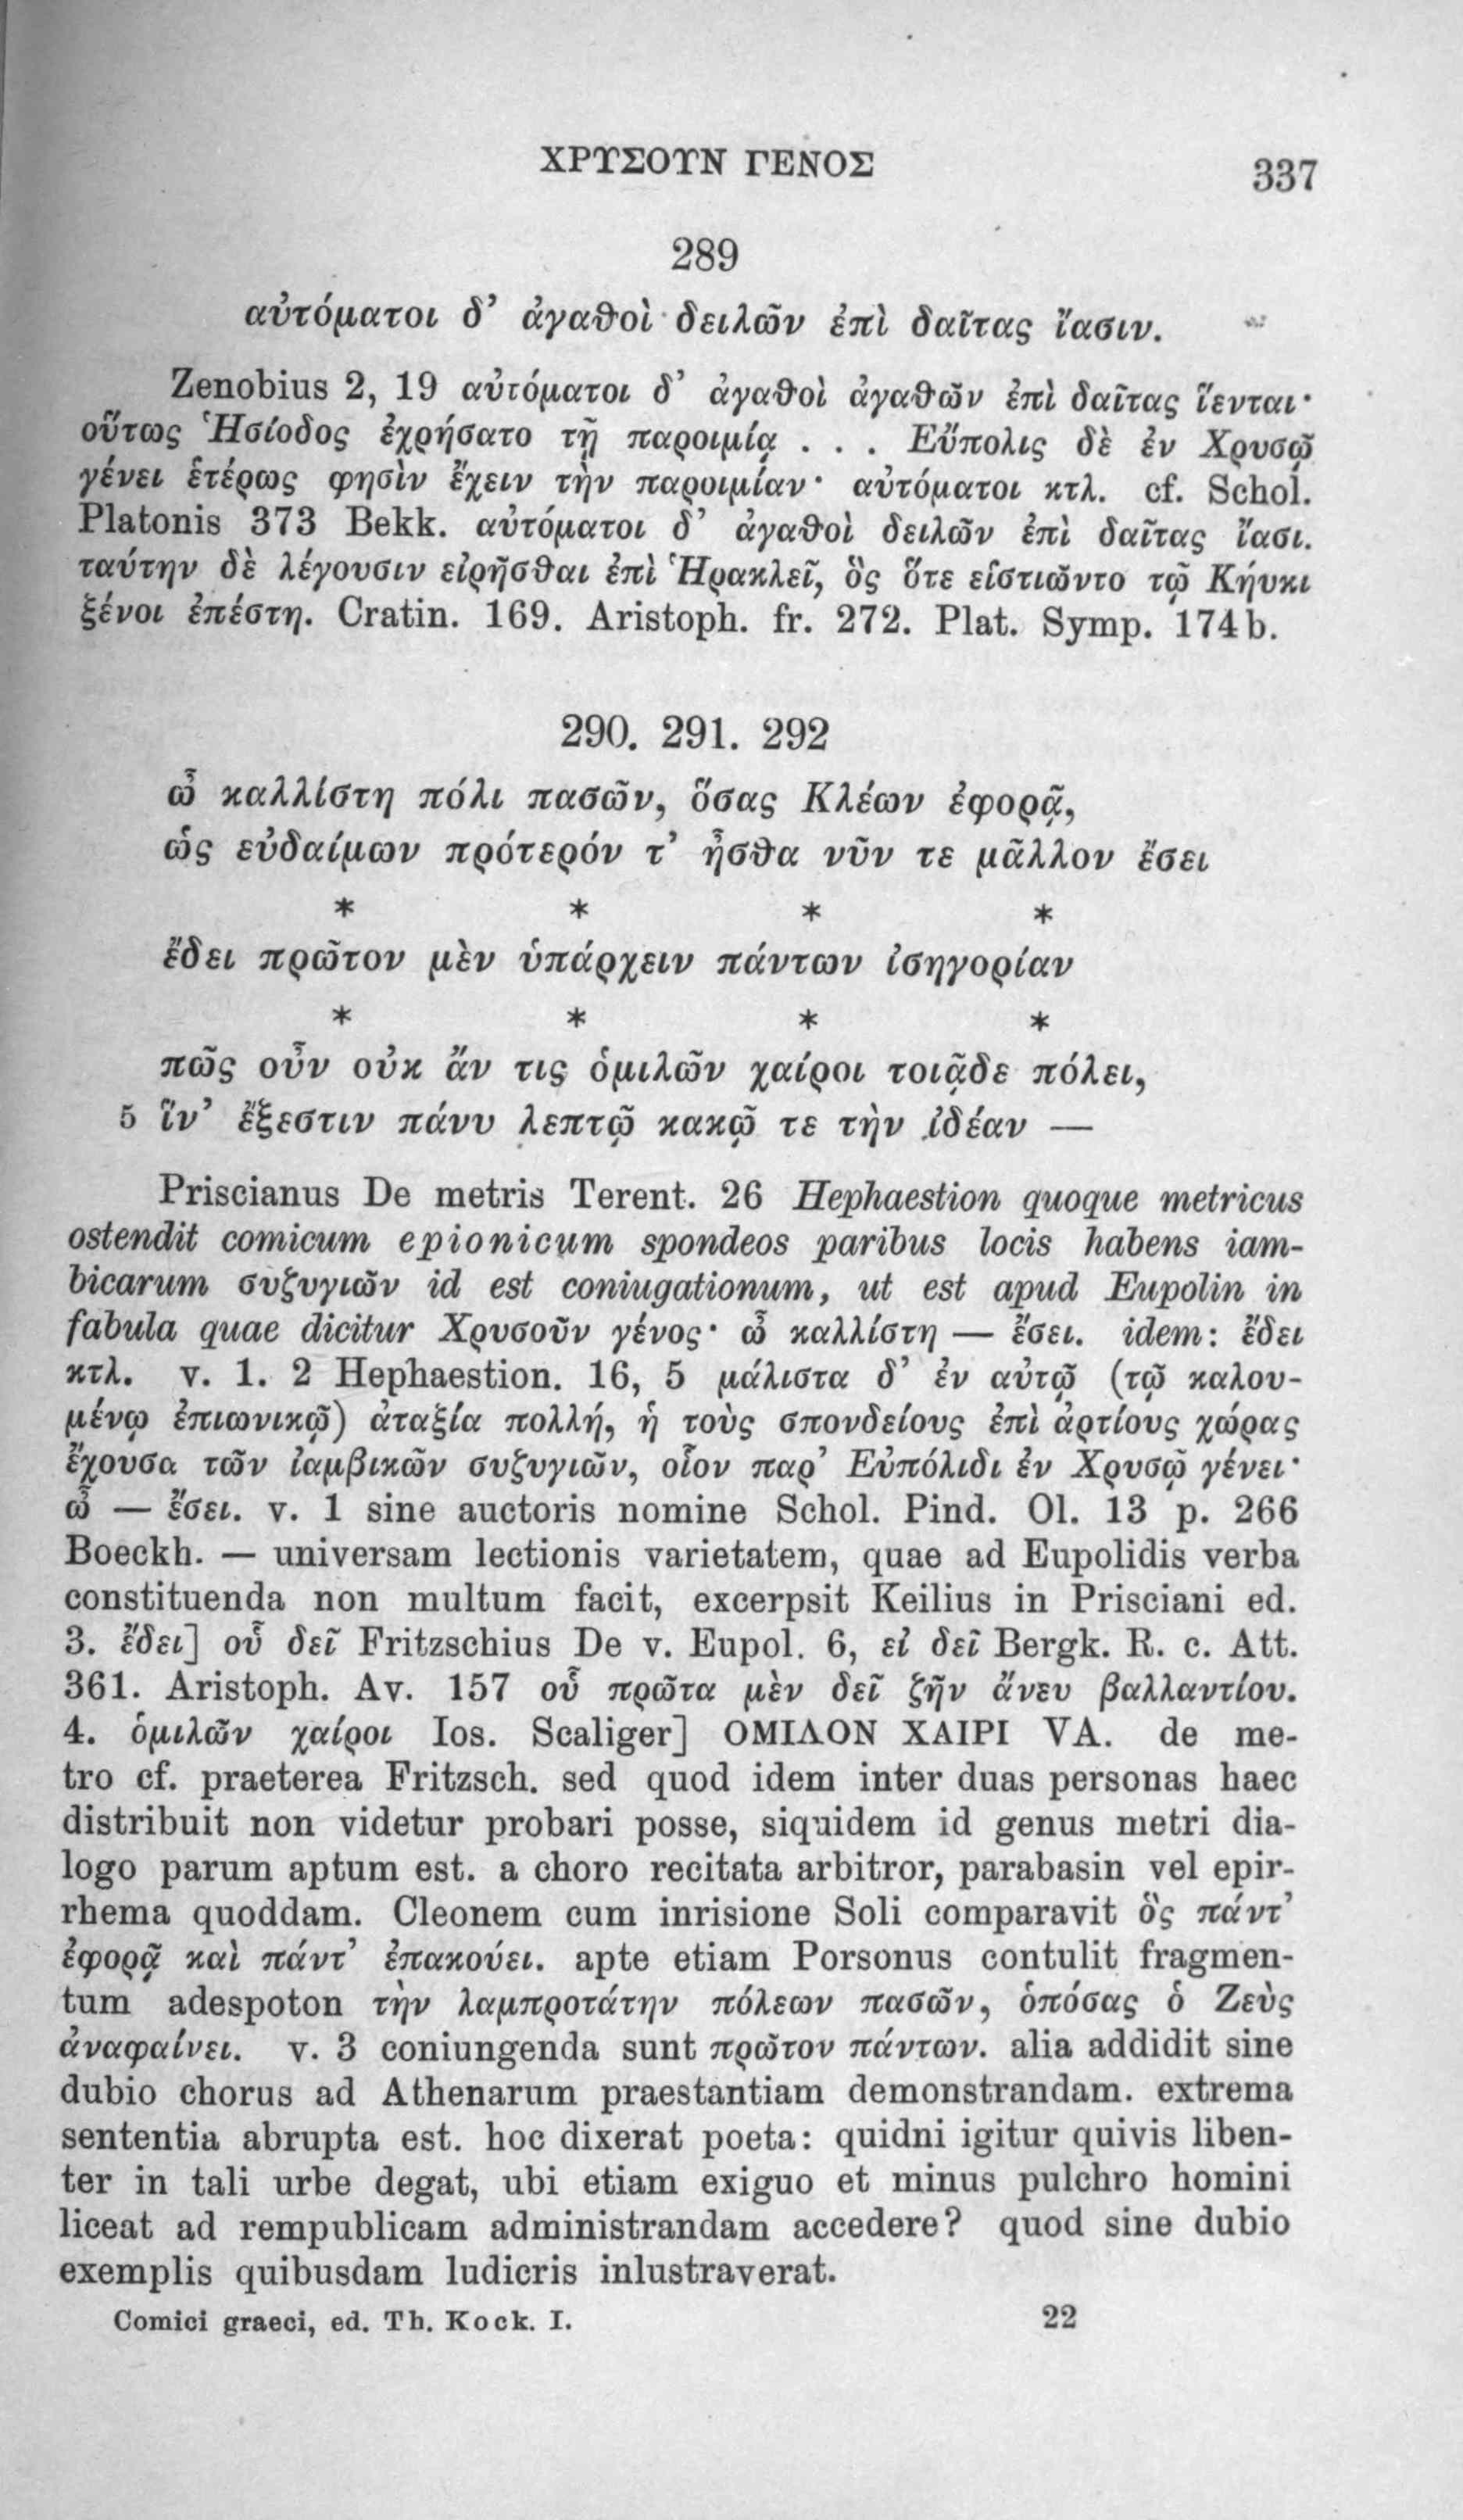 ΧΡΥΣΟΥΝ ΓΕΝΟΣ 337
289
αὐτόματοι δ' ἀγαθοὶ δειλῶν ἐπὶ δαῖτας ἴασιν.
Zenobius 2, 19 αὐτόματοι δ' ἀγαθοὶ ἀγαθῶν ἐπὶ δαῖτας ἵενται·
οὕτως Ἡσίοδος ἐχρήσατο τῇ παροιμίᾳ . . . Εὔπολις δὲ ἐν Χρυσῷ
γένει ἑτέρως φησὶν ἔχειν τὴν παροιμίαν· αὐτόματοι κτλ. cf. Schol.
Platonis 373 Bekk. αὐτόματοι δ' ἀγαθοὶ δειλῶν ἐπὶ δαῖτας ἴασι.
ταύτην δὲ λέγουσιν εἰρῆσθαι ἐπὶ Ἡρακλεῖ, ὃς ὅτε εἱστιῶντο τῷ Κήυκι
ξένοι ἐπέστη. Cratin. 169. Aristoph. fr. 272. Plat. Symp. 174b.
290. 291. 292
ὦ καλλίστη πόλι πασῶν, ὅσας Κλέων ἐφορᾷ,
ὡς εὐδαίμων πρότερόν τ' ἦσθα νῦν τε μᾶλλον ἔσει
* * * *
ἔδει πρῶτον μὲν ὑπάρχειν πάντων ἰσηγορίαν
* * * *
πῶς οὖν οὐκ ἄν τις ὁμιλῶν χαίροι τοιᾷδε πόλει,
5 ἵν' ἔξεστιν πάνυ λεπτῷ κακῷ τε τὴν ἰδέαν —
Priscianus De metris Terent. 26 Hephaestion quoque metricus
ostendit comicum epionicum spondeos paribus locis habens iam-
bicarum συζυγιῶν id est coniugationum, ut est apud Eupolin in
fabula quae dicitur Χρυσοῦν γένος· ὦ καλλίστη — ἔσει. idem: ἔδει
κτλ. v. 1. 2 Hephaestion. 16, 5 μάλιστα δ' ἐν αὐτῷ (τῷ καλου-
μένῳ ἐπιωνικῷ) ἀταξία πολλή, ἡ τοὺς σπονδείους ἐπὶ ἀρτίους χώρας
ἔχουσα τῶν ἰαμβικῶν συζυγιῶν, οἷον παρ' Εὐπόλιδι ἐν Χρυσῷ γένει·
ὦ — ἔσει. v. 1 sine auctoris nomine Schol. Pind. Ol. 13 p. 266
Boeckh. — universam lectionis varietatem, quae ad Eupolidis verba
constituenda non multum facit, excerpsit Keilius in Prisciani ed.
3. ἔδει] οὗ δεῖ Fritzschius De v. Eupol. 6, εἰ δεῖ Bergk. R. c. Att.
361. Aristoph. Av. 157 οὗ πρῶτα μὲν δεῖ ζῆν ἄνευ βαλλαντίου.
4. ὁμιλῶν χαίροι Ios. Scaliger] ΟΜΙΛΟΝ ΧΑΙΡΙ VA. de me-
tro cf. praeterea Fritzsch. sed quod idem inter duas personas haec
distribuit non videtur probari posse, siquidem id genus metri dia-
logo parum aptum est. a choro recitata arbitror, parabasin vel epir-
rhema quoddam. Cleonem cum inrisione Soli comparavit ὃς πάντ'
ἐφορᾷ καὶ πάντ' ἐπακούει. apte etiam Porsonus contulit fragmen-
tum adespoton τὴν λαμπροτάτην πόλεων πασῶν, ὁπόσας ὁ Ζεὺς
ἀναφαίνει. v. 3 coniungenda sunt πρῶτον πάντων. alia addidit sine
dubio chorus ad Athenarum praestantiam demonstrandam. extrema
sententia abrupta est. hoc dixerat poeta: quidni igitur quivis liben-
ter in tali urbe degat, ubi etiam exiguo et minus pulchro homini
liceat ad rempublicam administrandam accedere? quod sine dubio
exemplis quibusdam ludicris inlustraverat.
Comici graeci, ed. Th. Kock. I. 22